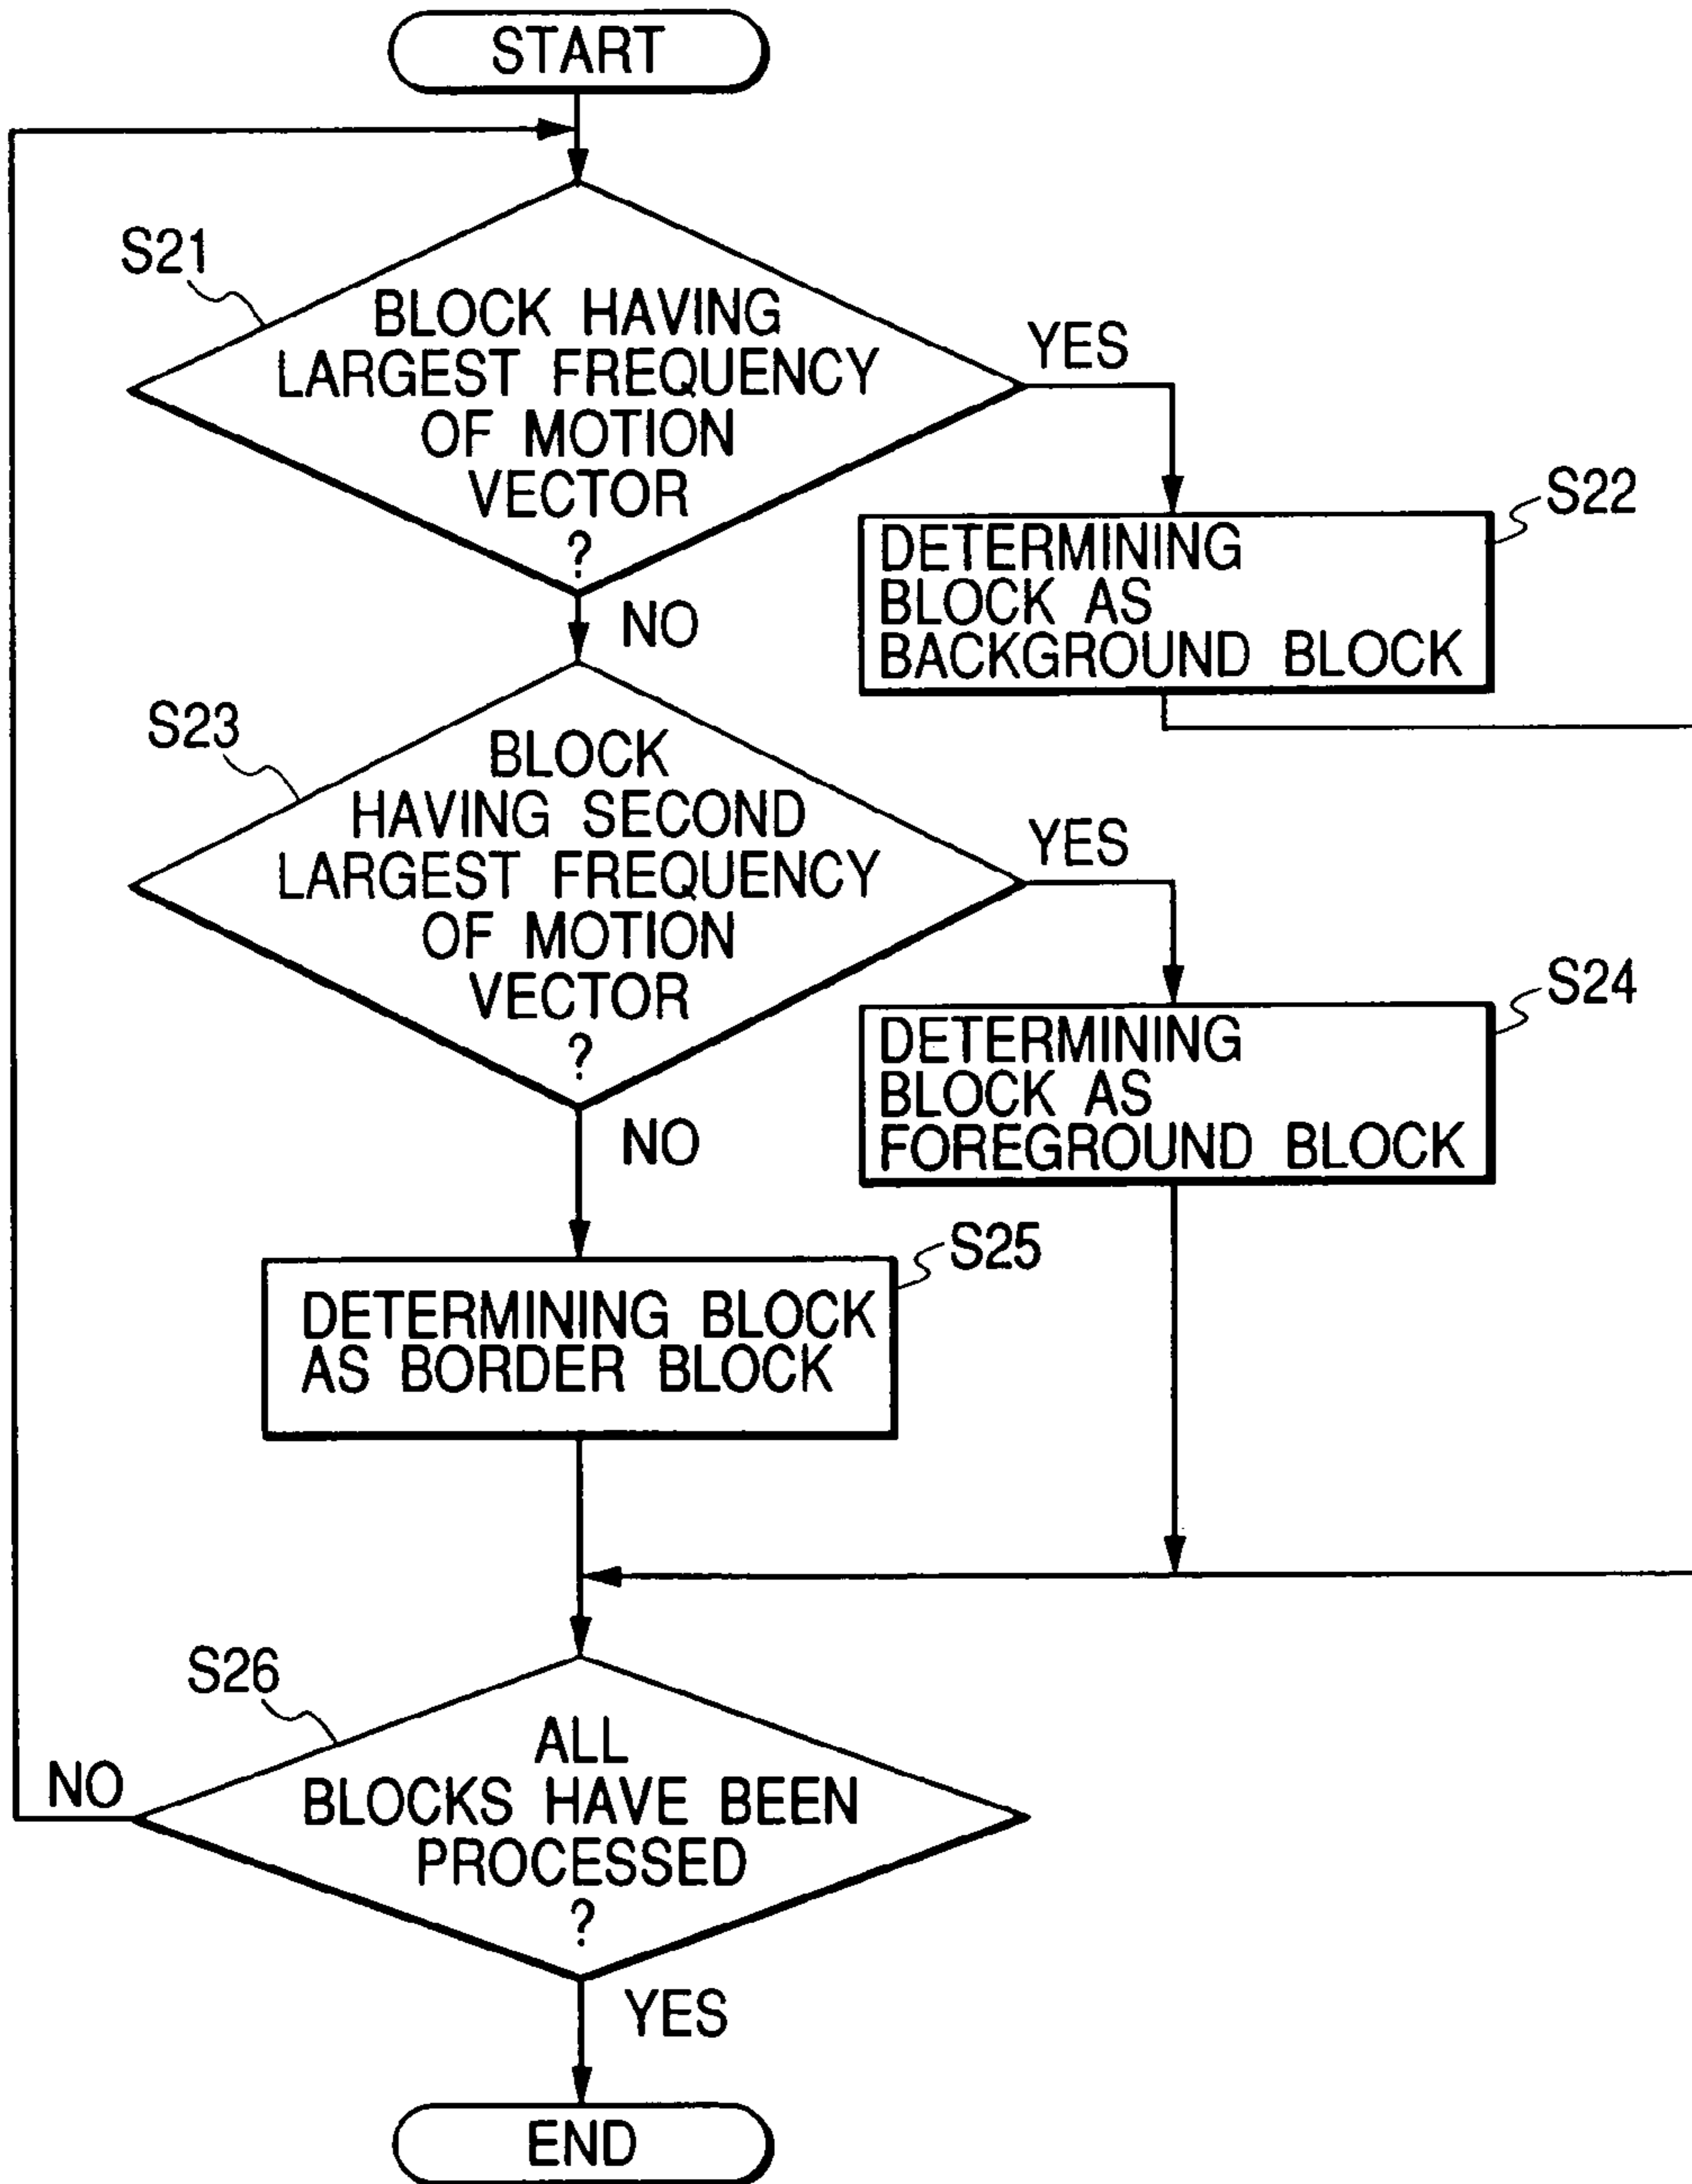 START
S21
BLOCK HAVING
LARGEST FREQUENCY
OF MOTION
VECTOR
?
YES
NO
S22
DETERMINING
BLOCK AS
BACKGROUND BLOCK
S23
BLOCK
HAVING SECOND
LARGEST FREQUENCY
OF MOTION
VECTOR
?
YES
NO
S24
DETERMINING
BLOCK AS
FOREGROUND BLOCK
S25
DETERMINING BLOCK
AS BORDER BLOCK
S26
ALL
BLOCKS HAVE BEEN
PROCESSED
?
NO
YES
END